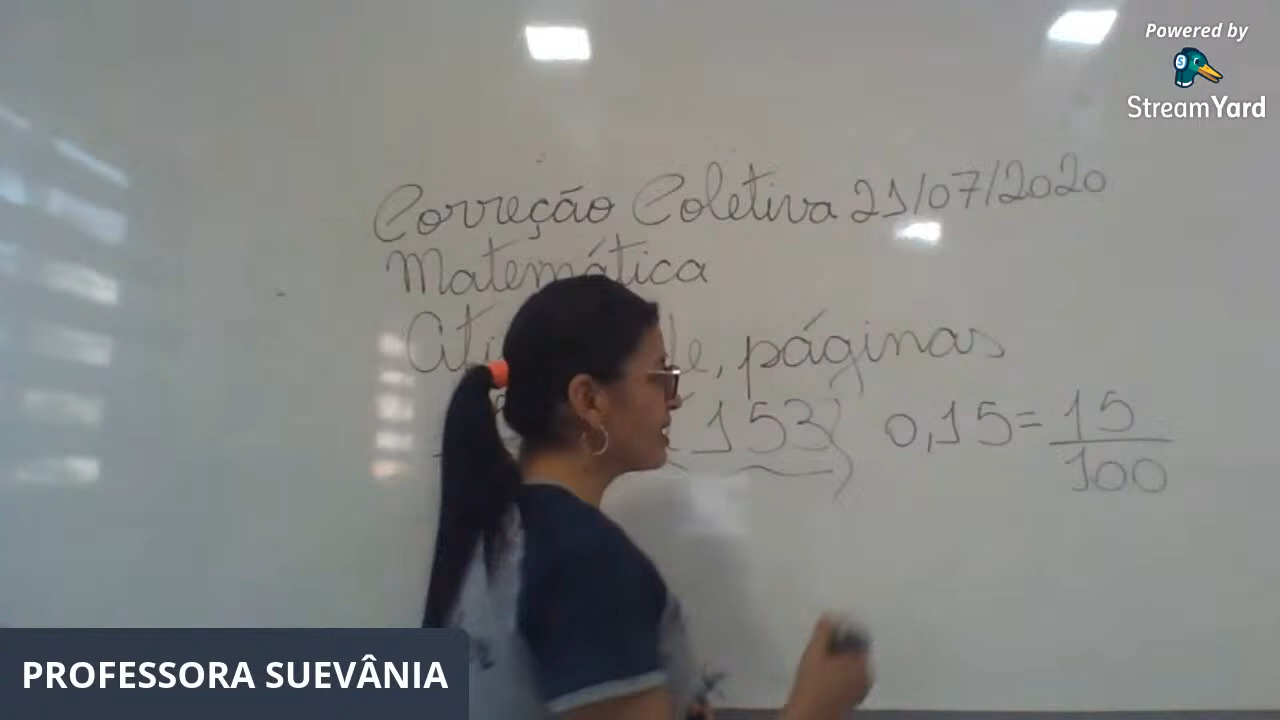 Powered by
StreamYard
Correção Coletiva 21/07/2020
Matemática
páginas
153 0,15=15/100
PROFESSORA SUEVÂNIA